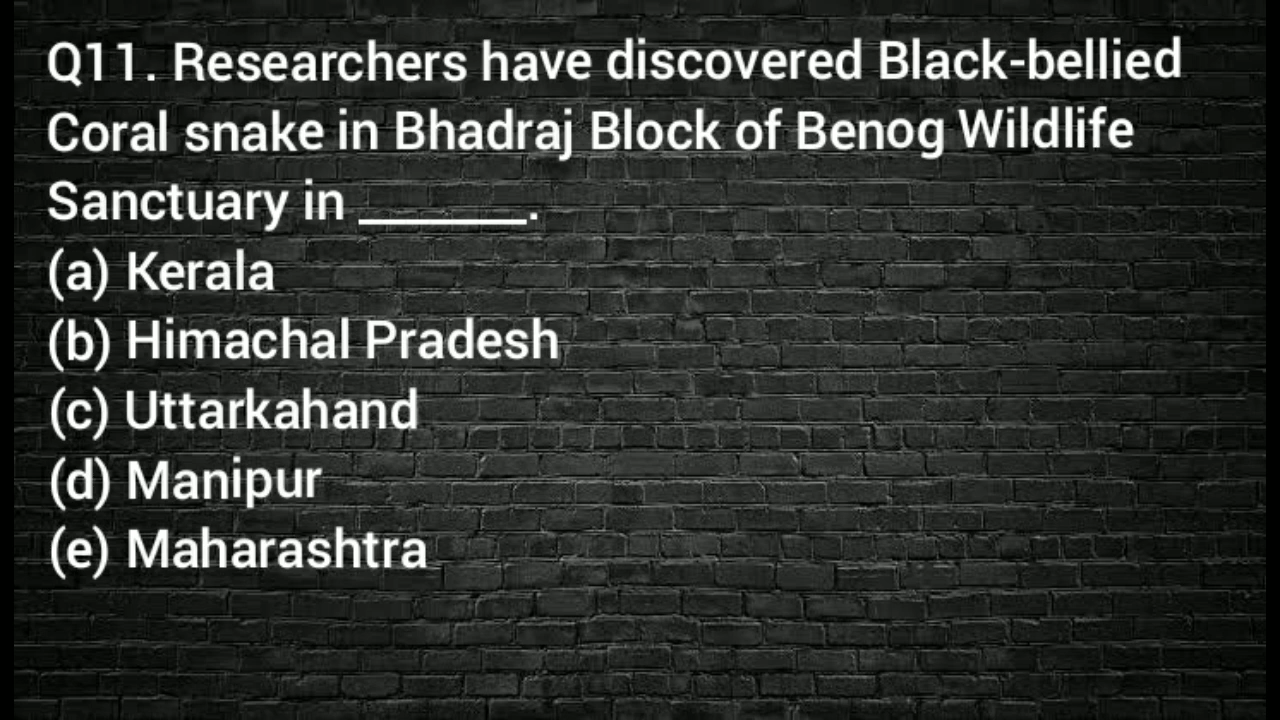 Q11. Researchers have discovered Black-bellied
Coral snake in Bhadraj Block of Benog Wildlife
Sanctuary in _______.
(a) Kerala
(b) Himachal Pradesh
(c) Uttarkahand
(d) Manipur
(e) Maharashtra